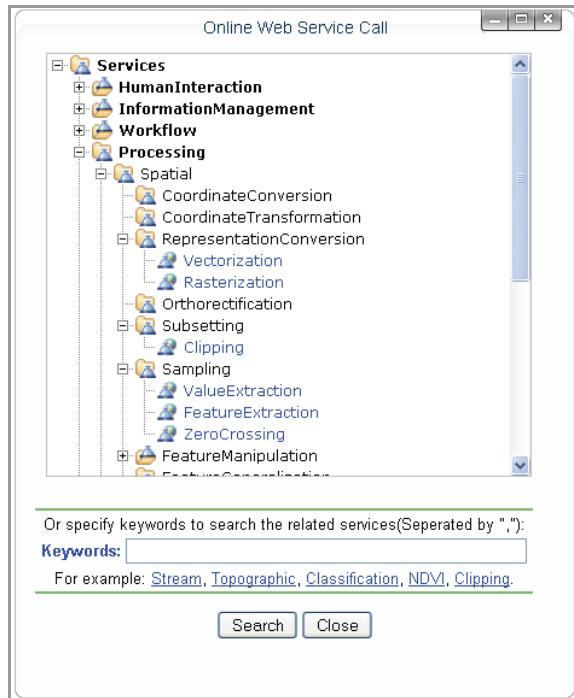 Online Web Service Call
Services
HumanInteraction
InformationManagement
Workflow
Processing
Spatial
CoordinateConversion
CoordinateTransformation
RepresentationConversion
Vectorization
Rasterization
Orthorectification
Subsetting
Clipping
Sampling
ValueExtraction
FeatureExtraction
ZeroCrossing
FeatureManipulation
FeatureGeneralization
Or specify keywords to search the related services(Seperated by ","):
Keywords:
For example: Stream, Topographic, Classification, NDVI, Clipping.
Search Close